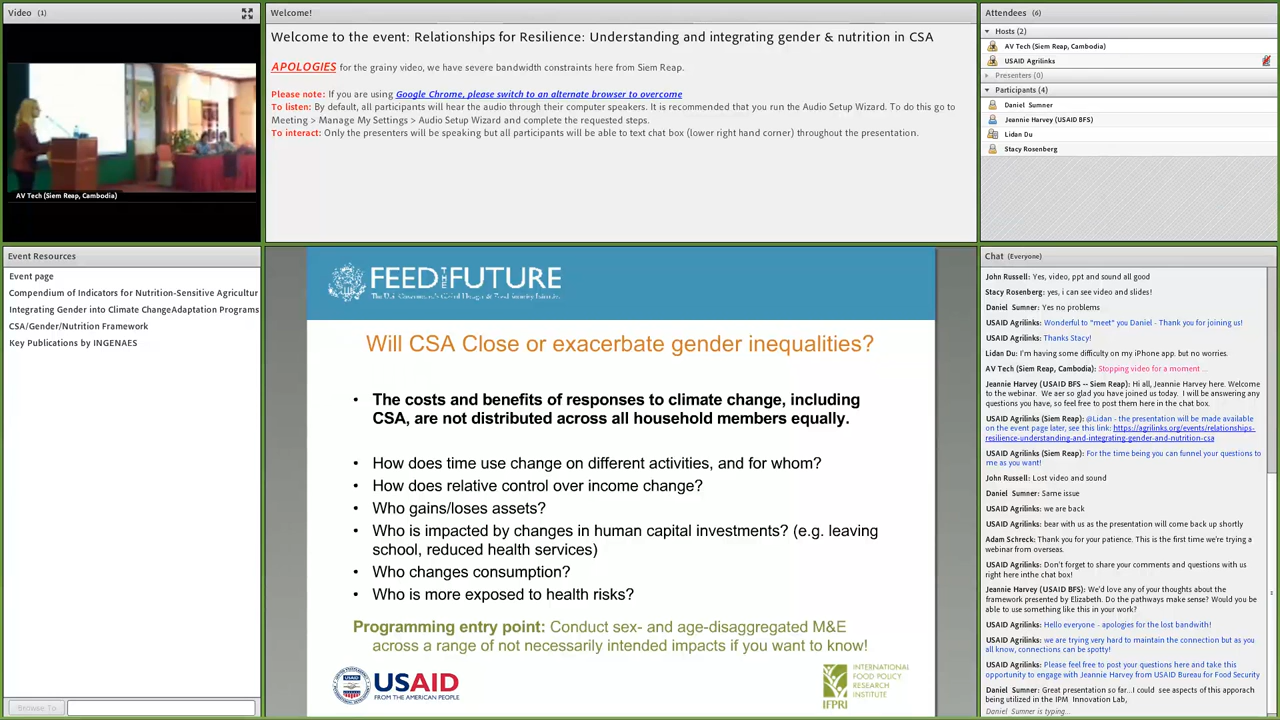 Video (1)
AV Tech (Siem Reap, Cambodia)
Welcome!
Welcome to the event: Relationships for Resilience: Understanding and integrating gender & nutrition in CSA
APOLOGIES for the grainy video, we have severe bandwidth constraints here from Siem Reap.
Please note: If you are using Google Chrome, please switch to an alternate browser to overcome
To listen: By default, all participants will hear the audio through their computer speakers. It is recommended that you run the Audio Setup Wizard. To do this go to
Meeting > Manage My Settings > Audio Setup Wizard and complete the requested steps.
To interact: Only the presenters will be speaking but all participants will be able to text chat box (lower right hand corner) throughout the presentation.
Attendees (6)
Hosts (2)
AV Tech (Siem Reap, Cambodia)
USAID Agrilinks
Presenters (0)
Participants (4)
Daniel Sumner
Jeannie Harvey (USAID BFS)
Lidan Du
Stacy Rosenberg
Event Resources
Event page
Compendium of Indicators for Nutrition-Sensitive Agricultur
Integrating Gender into Climate ChangeAdaptation Programs
CSA/Gender/Nutrition Framework
Key Publications by INGENAES
Browse To
FEED THE FUTURE
The U.S. Government's Global Hunger & Food Security Initiative
Will CSA Close or exacerbate gender inequalities?
• The costs and benefits of responses to climate change, including
CSA, are not distributed across all household members equally.
• How does time use change on different activities, and for whom?
• How does relative control over income change?
• Who gains/loses assets?
• Who is impacted by changes in human capital investments? (e.g. leaving
school, reduced health services)
• Who changes consumption?
• Who is more exposed to health risks?
Programming entry point: Conduct sex- and age-disaggregated M&E
across a range of not necessarily intended impacts if you want to know!
USAID
FROM THE AMERICAN PEOPLE
IFPRI
INTERNATIONAL
FOOD POLICY
RESEARCH
INSTITUTE
Chat (Everyone)
John Russell: Yes, video, ppt and sound all good
Stacy Rosenberg: yes, i can see video and slides!
Daniel Sumner: Yes no problems
USAID Agrilinks: Wonderful to "meet" you Daniel - Thank you for joining us!
USAID Agrilinks: Thanks Stacy!
Lidan Du: I'm having some difficulty on my iPhone app. but no worries.
AV Tech (Siem Reap, Cambodia): Stopping video for a moment ...
Jeannie Harvey (USAID BFS -- Siem Reap): Hi all, Jeannie Harvey here. Welcome
to the webinar. We aer so glad you have joined us today. I will be answering any
questions you have, so feel free to post them here in the chat box.
USAID Agrilinks (Siem Reap): @Lidan - the presentation will be made available
on the event page later, see this link: https://agrilinks.org/events/relationships-
resilience-understanding-and-integrating-gender-and-nutrition-csa
USAID Agrilinks (Siem Reap): For the time being you can funnel your questions to
me as you want!
John Russell: Lost video and sound
Daniel Sumner: Same issue
USAID Agrilinks: we are back
USAID Agrilinks: bear with us as the presentation will come back up shortly
Adam Schreck: Thank you for your patience. This is the first time we're trying a
webinar from overseas.
USAID Agrilinks: Don't forget to share your comments and questions with us
right here inthe chat box!
Jeannie Harvey (USAID BFS): We'd love any of your thoughts about the
framework presented by Elizabeth. Do the pathways make sense? Would you be
able to use something like this in your work?
USAID Agrilinks: Hello everyone - apologies for the lost bandwith!
USAID Agrilinks: we are trying very hard to maintain the connection but as you
all know, connections can be spotty!
USAID Agrilinks: Please feel free to post your questions here and take this
opportunity to engage with Jeannie Harvey from USAID Bureau for Food Security
Daniel Sumner: Great presentation so far...I could see aspects of this apporach
being utilized in the IPM Innovation Lab,
Daniel Sumner is typing...